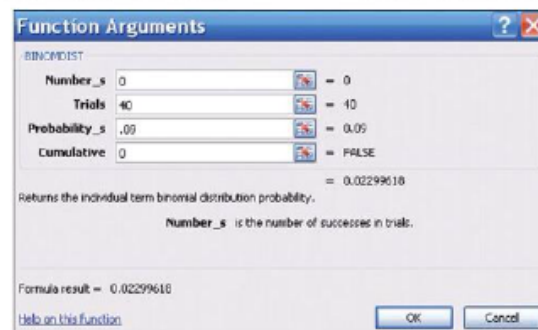 Function Arguments
BINOMDIST
Number_s 0 = 0
Trials 40 = 40
Probability_s .09 = 0.09
Cumulative 0 = FALSE
= 0.02299618
Returns the individual term binomial distribution probability.
Number_s is the number of successes in trials.
Formula result = 0.02299618
Help on this function OK Cancel